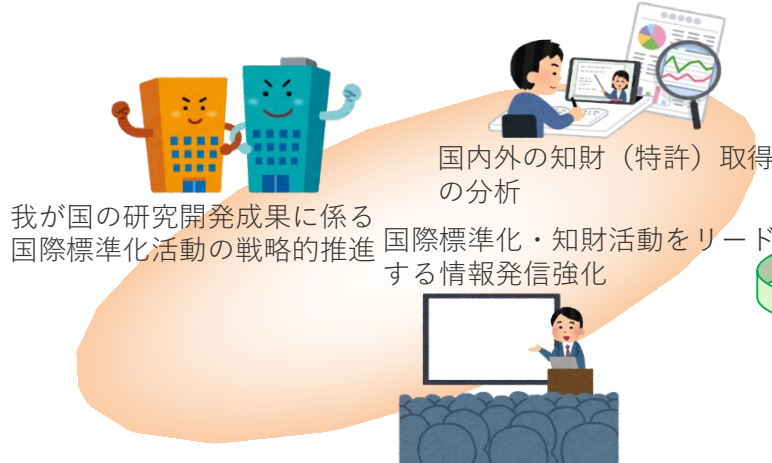 国内外の知財（特許）取得
の分析
我が国の研究開発成果に係る
国際標準化活動の戦略的推進
国際標準化・知財活動をリード
する情報発信強化